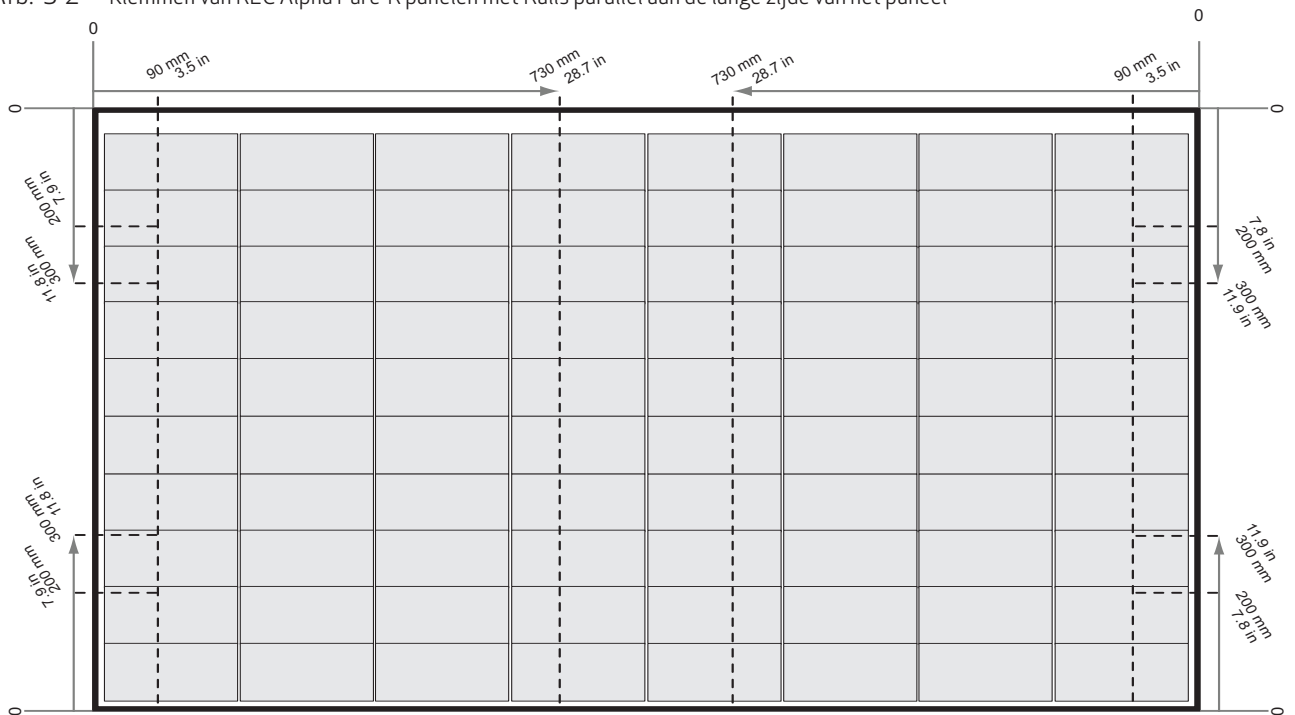 Klemmen van REC Alpha Pure-R panelen met Rails parallel aan de lange zijde van het paneel
0
0
90 mm
3.5 in
730 mm
28.7 in
730 mm
28.7 in
90 mm
3.5 in
0
0
200 mm
7.9 in
300 mm
11.8 in
7.8 in
200 mm
300 mm
11.9 in
300 mm
11.8 in
200 mm
7.9 in
11.9 in
300 mm
200 mm
7.8 in
0
0